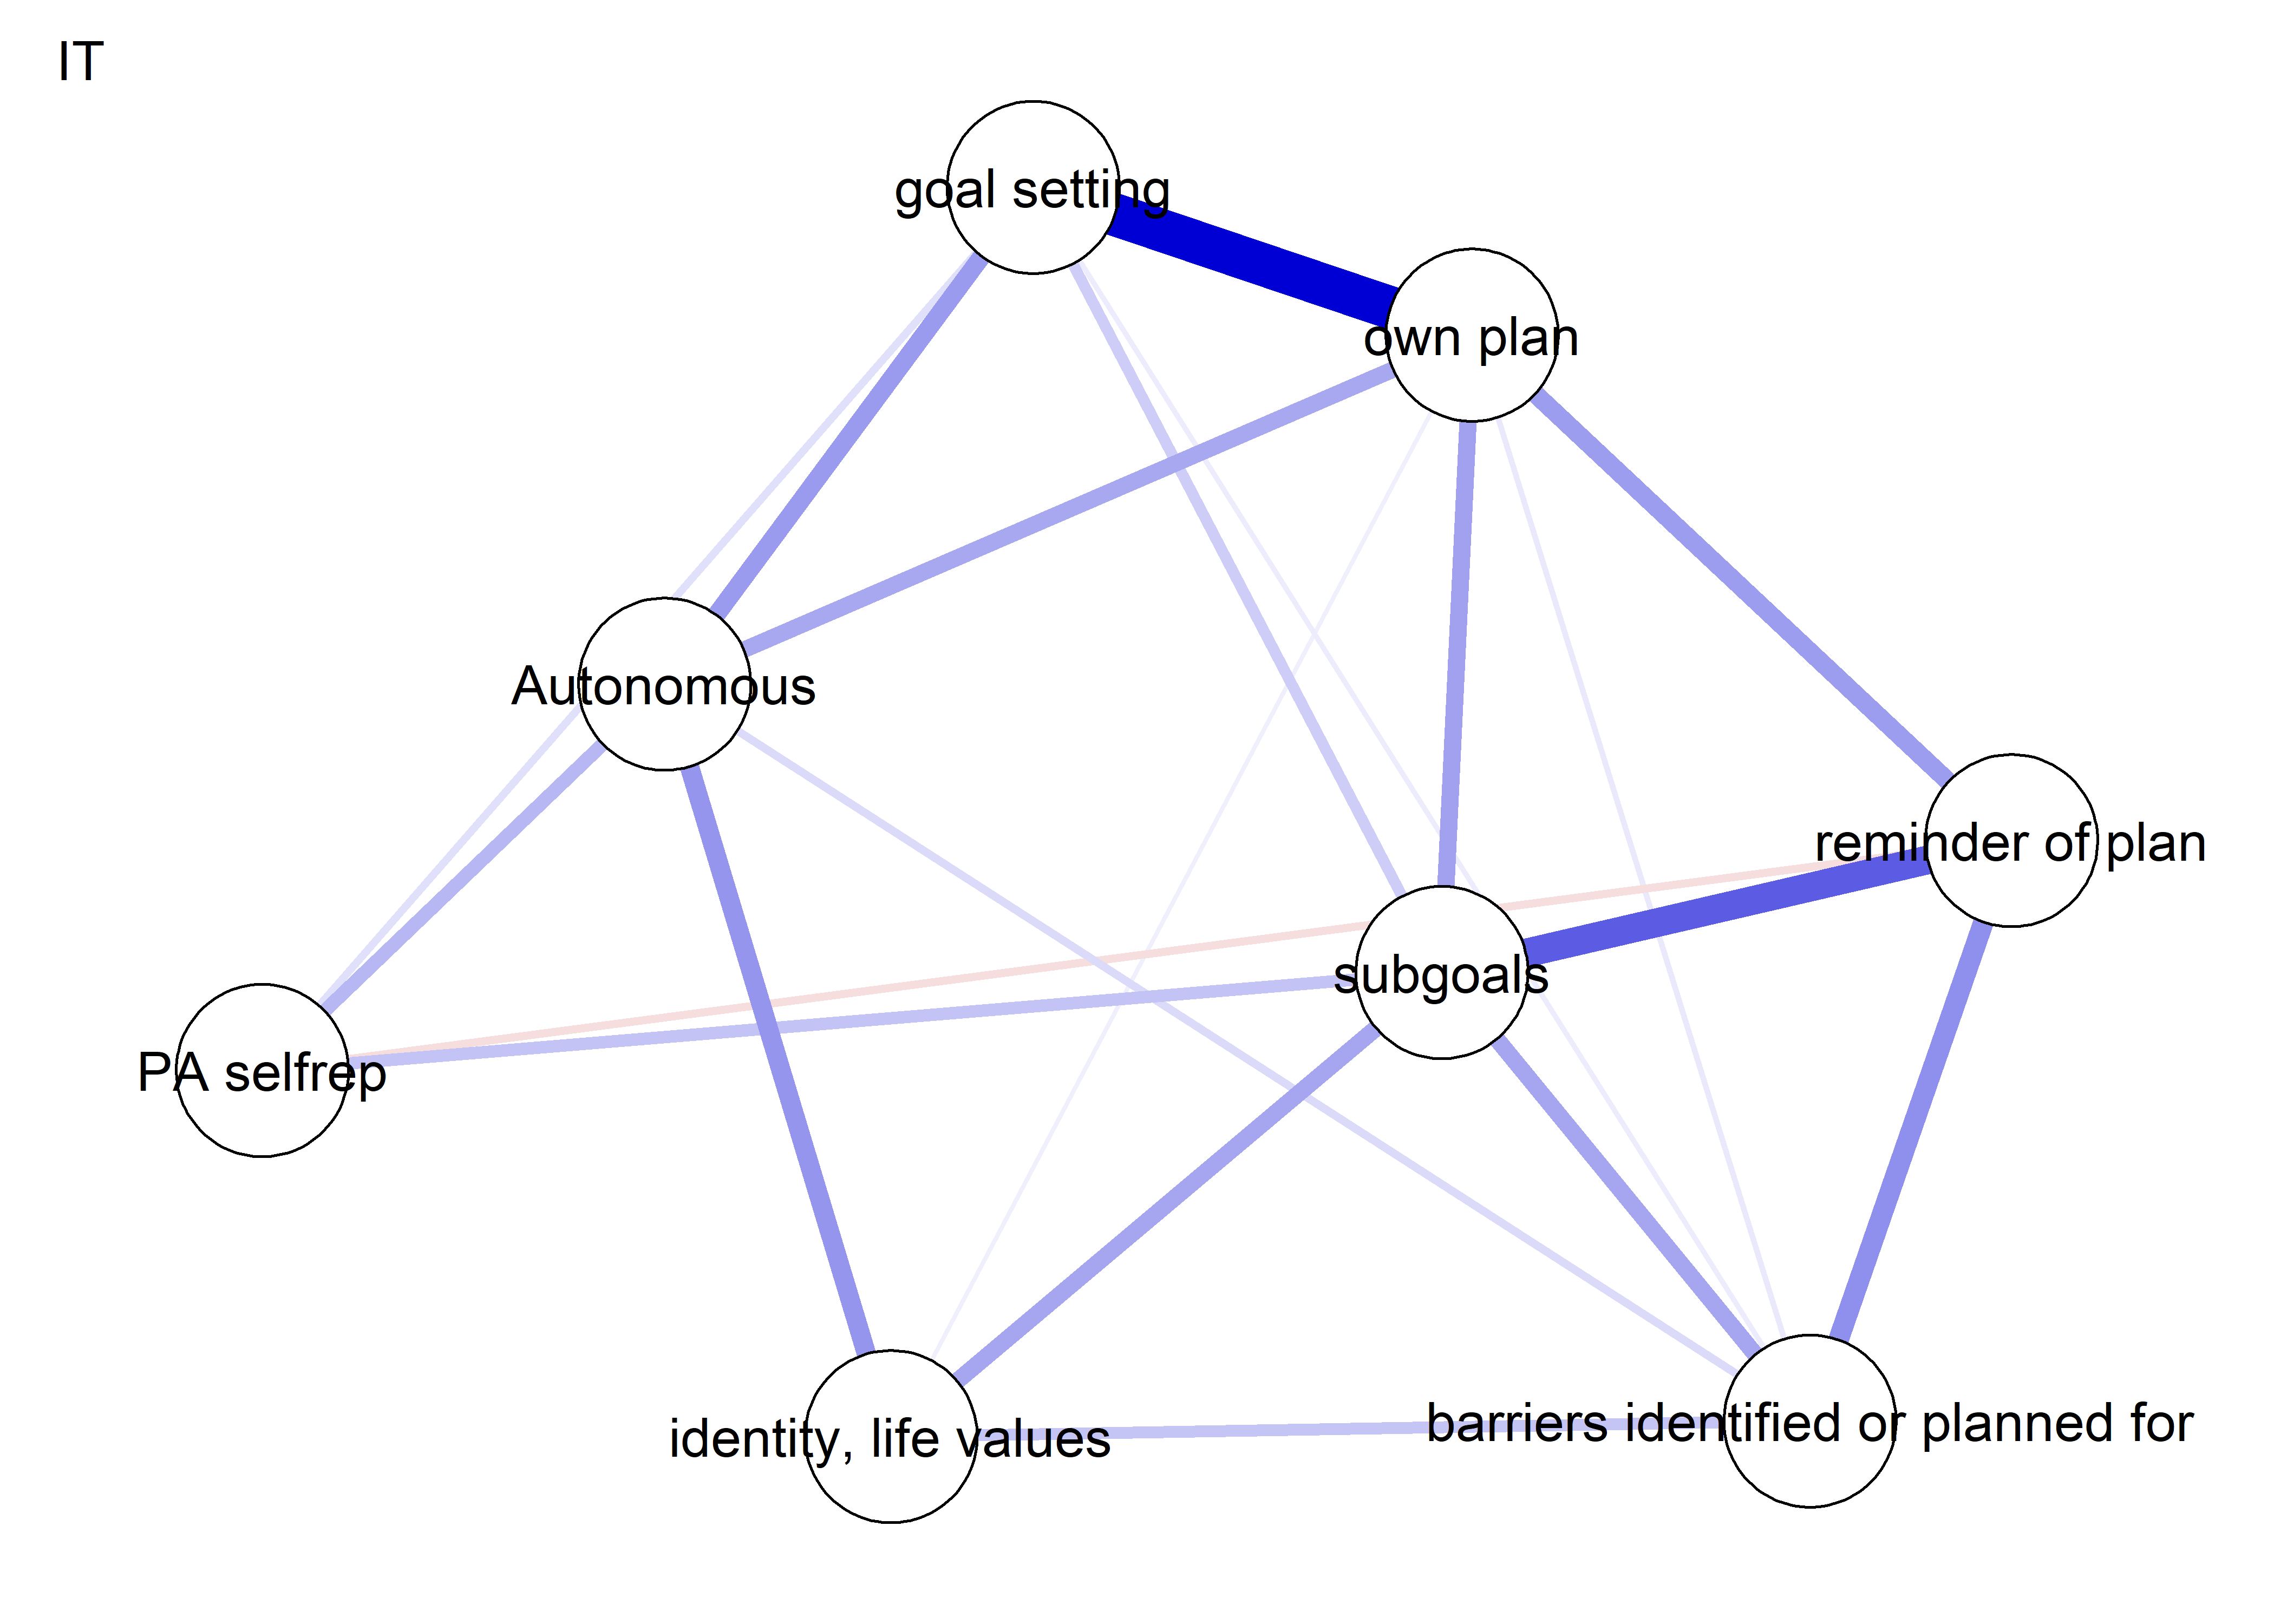 IT
goal setting
own plan
Autonomous
reminder of plan
subgoals
PA selfrep
identity, life values
barriers identified or planned for